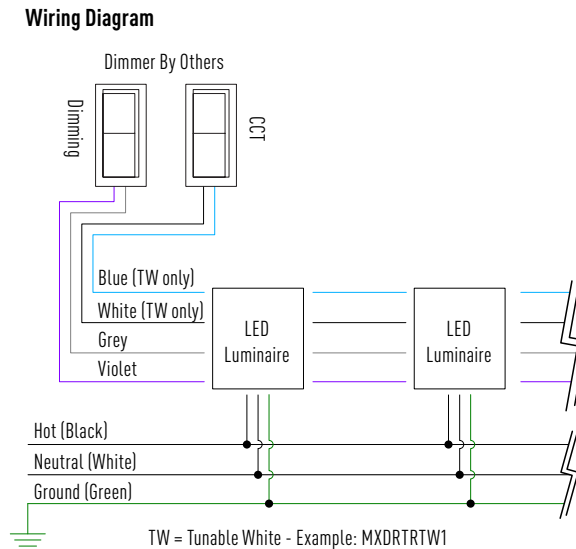 Wiring Diagram
Dimmer By Others
Dimming
CCT
Blue (TW only)
White (TW only)
Grey
Violet
LED
Luminaire
LED
Luminaire
Hot (Black)
Neutral (White)
Ground (Green)
TW = Tunable White - Example: MXDRTRTW1